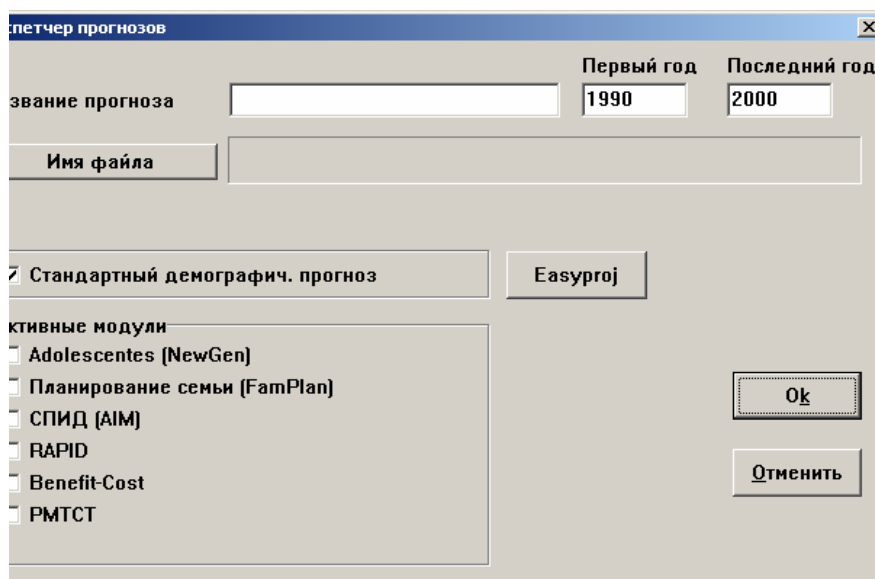 спетчер прогнозов
Первый год Последний год
звание прогноза 1990 2000
Имя файла
Стандартный демографич. прогноз Easyproj
ктивные модули
Adolescentes (NewGen)
Планирование семьи (FamPlan)
СПИД (AIM)
RAPID
Benefit-Cost
PMTCT
Ok
Отменить